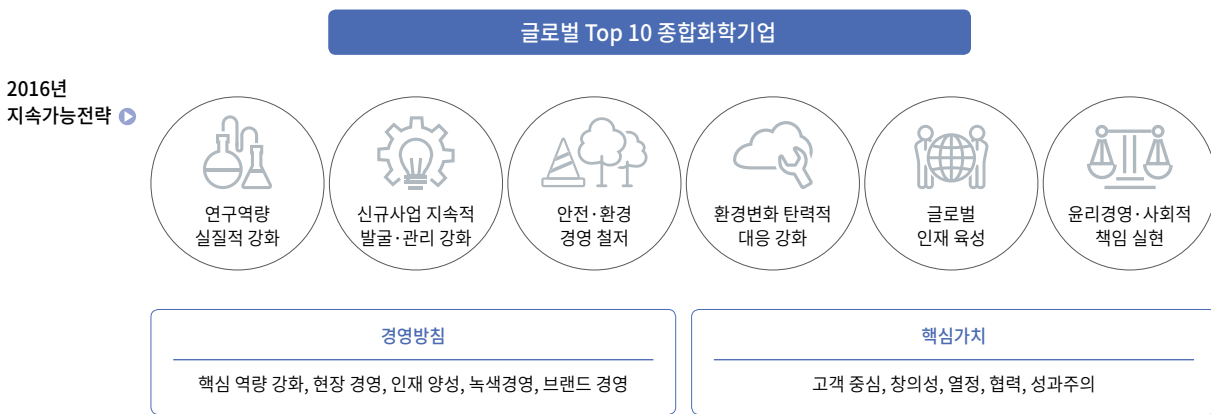 글로벌 Top 10 종합화학기업
2016년
지속가능전략
연구역량
실질적 강화
신규사업 지속적
발굴·관리 강화
안전·환경
경영 철저
환경변화 탄력적
대응 강화
글로벌
인재 육성
윤리경영·사회적
책임 실현
경영방침
핵심 역량 강화, 현장 경영, 인재 양성, 녹색경영, 브랜드 경영
핵심가치
고객 중심, 창의성, 열정, 협력, 성과주의